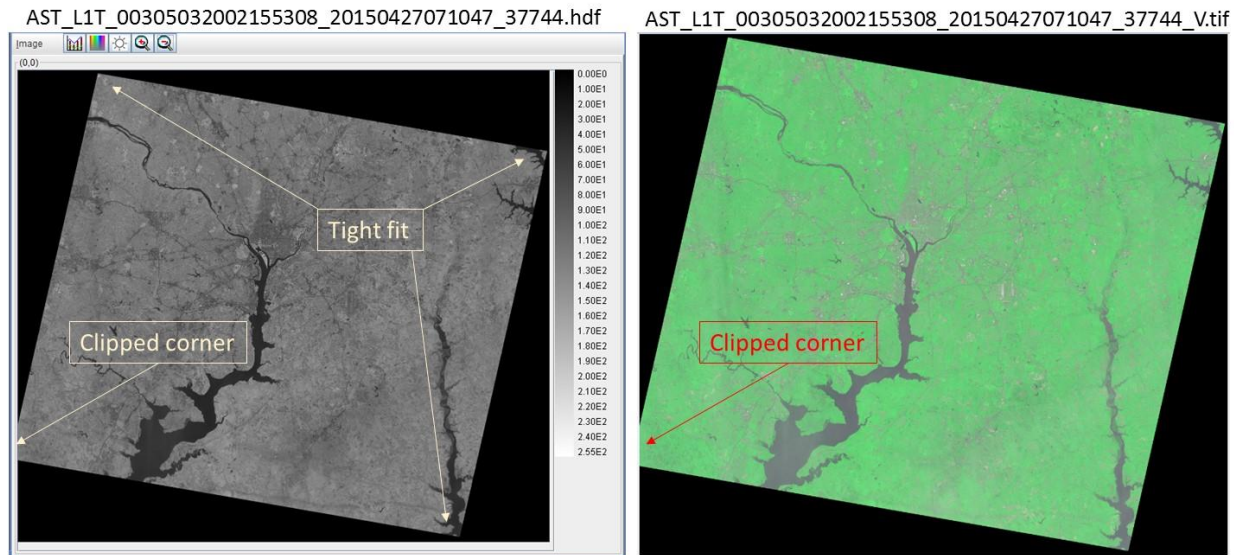 AST_L1T_00305032002155308_20150427071047_37744.hdf
AST_L1T_00305032002155308_20150427071047_37744_V.tif
Image
(0,0)
0.00E0
1.00E1
2.00E1
3.00E1
4.00E1
5.00E1
6.00E1
7.00E1
8.00E1
9.00E1
1.00E2
1.10E2
1.20E2
1.30E2
1.40E2
1.50E2
1.60E2
1.70E2
1.80E2
1.90E2
2.00E2
2.10E2
2.20E2
2.30E2
2.40E2
2.55E2
Tight fit
Clipped corner
Clipped corner